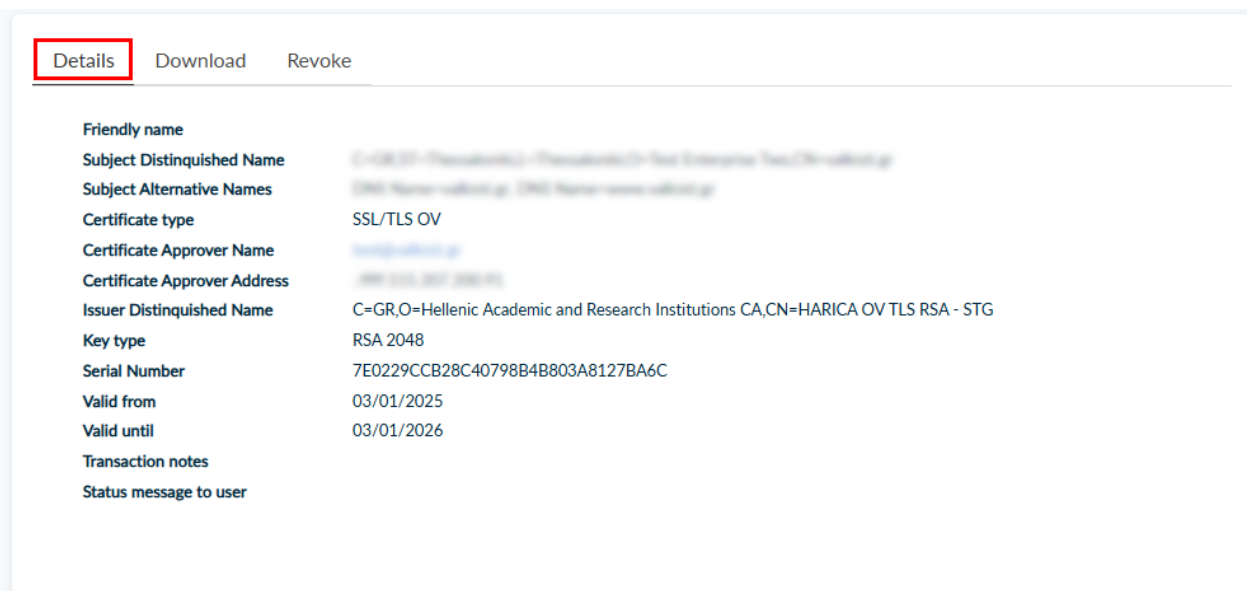 Details Download Revoke
Friendly name
Subject Distinguished Name
Subject Alternative Names
Certificate type SSL/TLS OV
Certificate Approver Name
Certificate Approver Address
Issuer Distinguished Name C=GR,O=Hellenic Academic and Research Institutions CA,CN=HARICA OV TLS RSA - STG
Key type RSA 2048
Serial Number 7E0229CCB28C40798B4B803A8127BA6C
Valid from 03/01/2025
Valid until 03/01/2026
Transaction notes
Status message to user